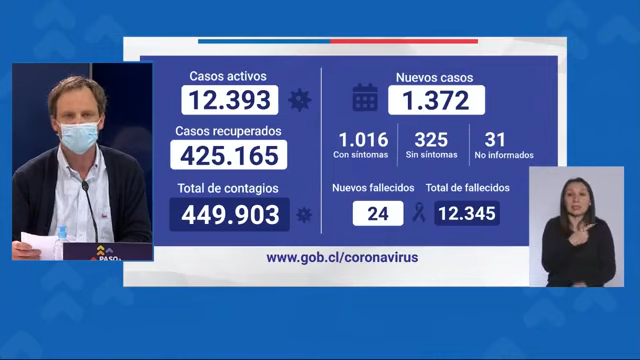 Casos activos
12.393
Casos recuperados
425.165
Total de contagios
449.903
Nuevos casos
1.372
1.016
Con síntomas
325
Sin síntomas
31
No informados
Nuevos fallecidos
24
Total de fallecidos
12.345
www.gob.cl/coronavirus
PASO